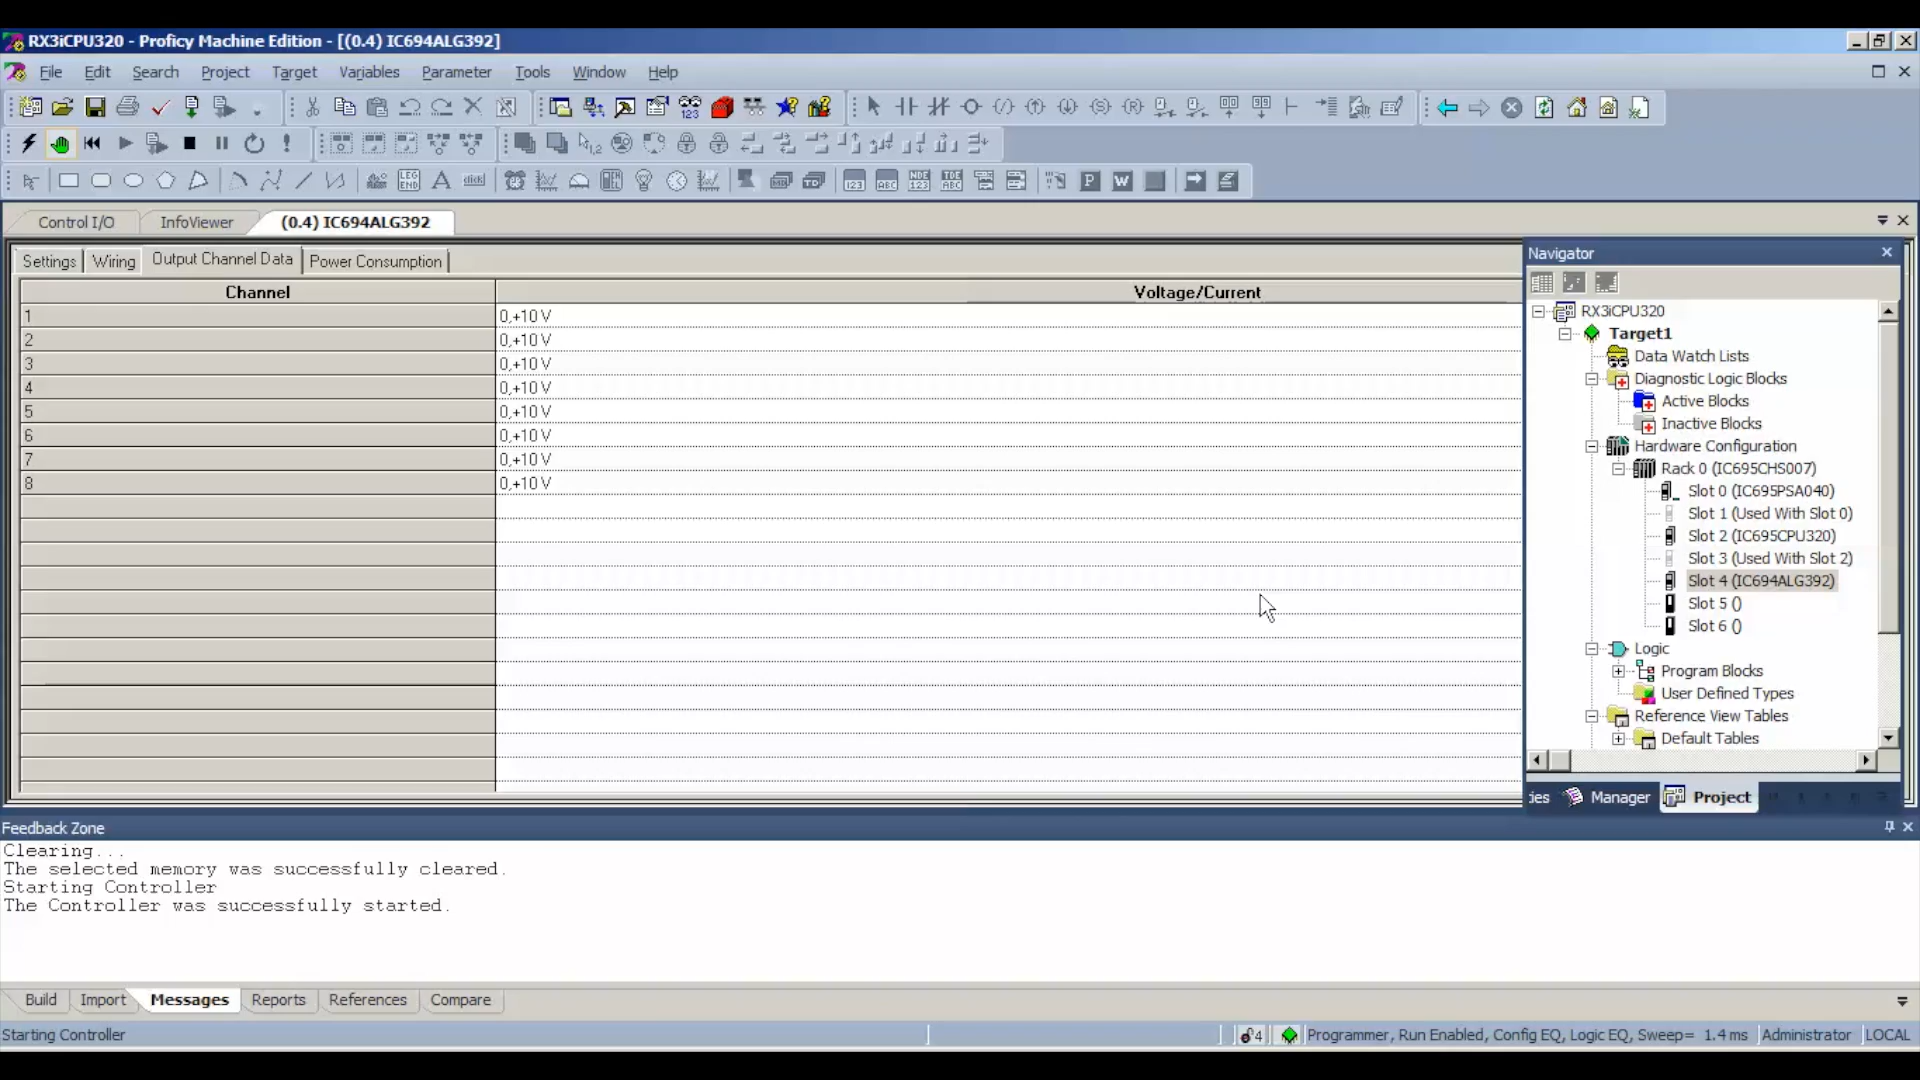 RX3iCPU320 - Proficy Machine Edition - [(0.4) IC694ALG392]
File Edit Search Project Target Variables Parameter Tools Window Help
Control I/O InfoViewer (0.4) IC694ALG392
Settings Wiring Output Channel Data Power Consumption
Channel Voltage/Current
1 0,+10 V
2 0,+10 V
3 0,+10 V
4 0,+10 V
5 0,+10 V
6 0,+10 V
7 0,+10 V
8 0,+10 V
Navigator
RX3iCPU320
Target1
Data Watch Lists
Diagnostic Logic Blocks
Active Blocks
Inactive Blocks
Hardware Configuration
Rack 0 (IC695CHS007)
Slot 0 (IC695PSA040)
Slot 1 (Used With Slot 0)
Slot 2 (IC695CPU320)
Slot 3 (Used With Slot 2)
Slot 4 (IC694ALG392)
Slot 5 ()
Slot 6 ()
Logic
Program Blocks
User Defined Types
Reference View Tables
Default Tables
ties Manager Project
Feedback Zone
Clearing...
The selected memory was successfully cleared.
Starting Controller
The Controller was successfully started.
Build Import Messages Reports References Compare
Starting Controller 4 Programmer, Run Enabled, Config EQ, Logic EQ, Sweep= 1.4 ms Administrator LOCAL